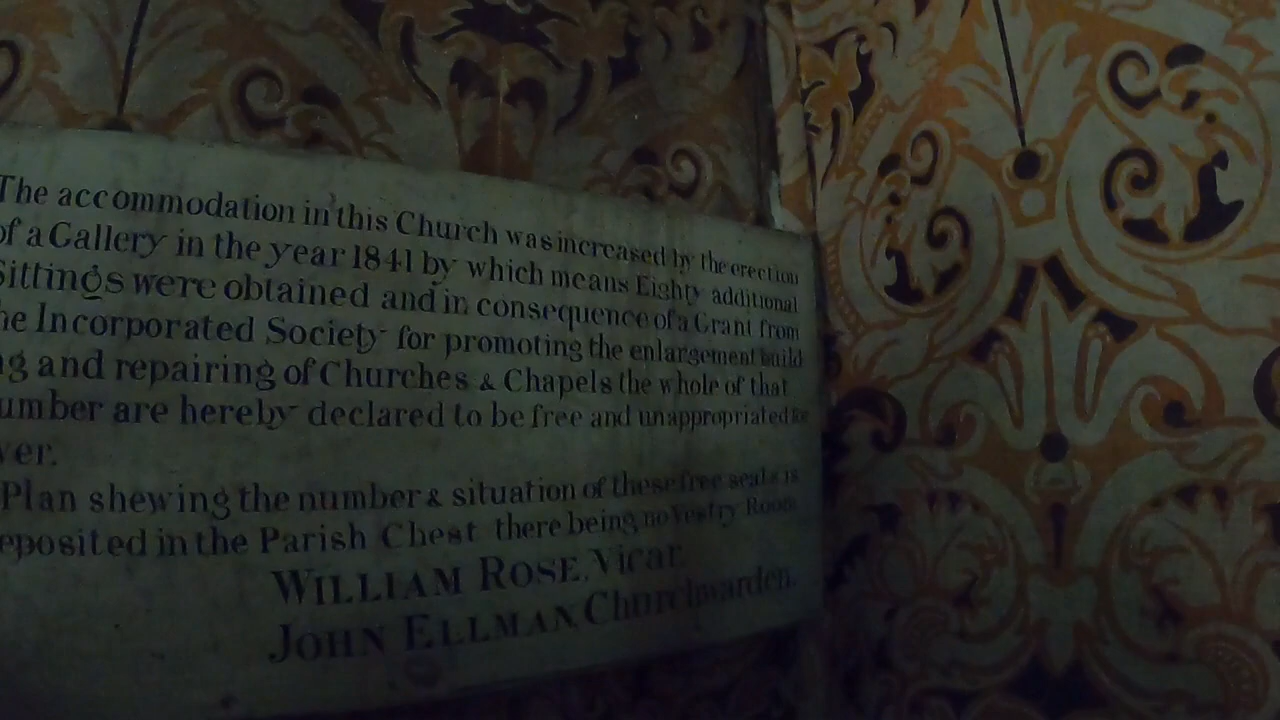 The accommodation in this Church was increased by the erection
of a Gallery in the year 1841 by which means Eighty additional
Sittings were obtained and in consequence of a Grant from
he Incorporated Society for promoting the enlargement build
ng and repairing of Churches & Chapels the whole of that
umber are hereby declared to be free and unappropriated for
ver.
Plan shewing the number & situation of these free seats is
eposited in the Parish Chest there being no Vestry Room
WILLIAM ROSE, Vicar.
JOHN ELLMAN, Churchwarden.